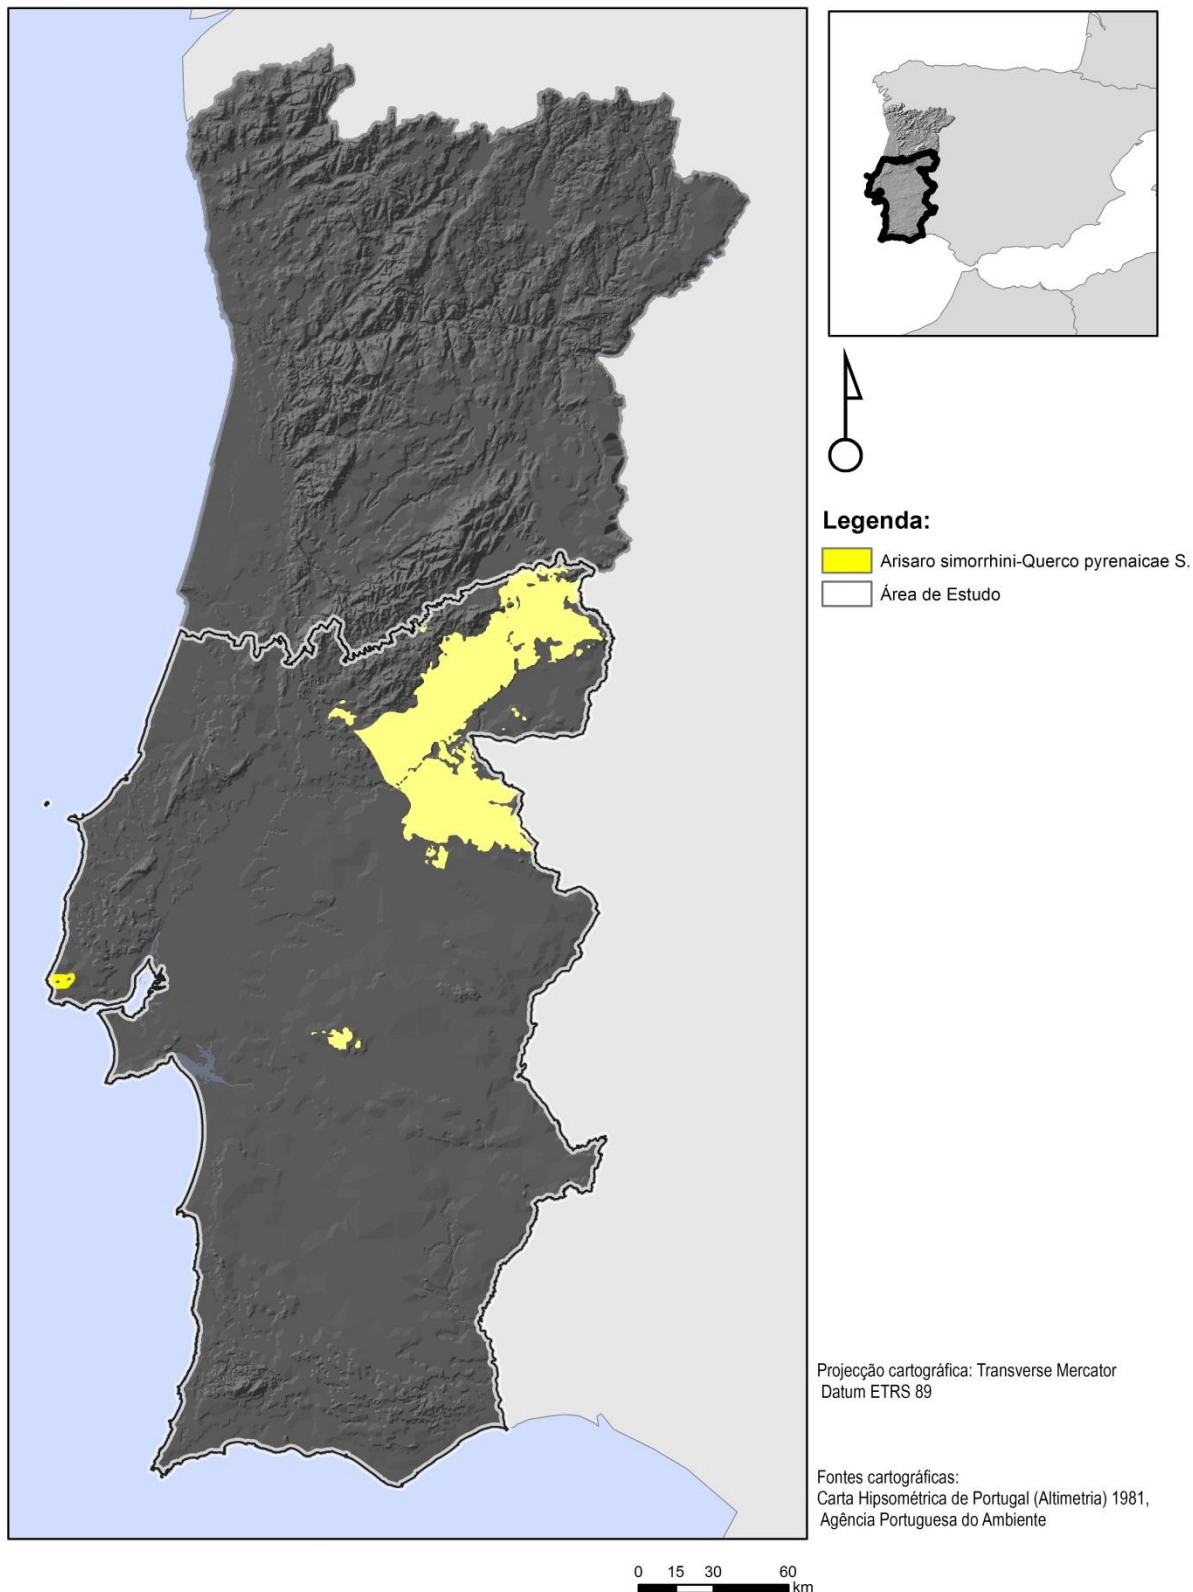 Legenda:
Arisaro simorrhini-Querco pyrenaicae S.
Área de Estudo
Projecção cartográfica: Transverse Mercator
Datum ETRS 89
Fontes cartográficas:
Carta Hipsométrica de Portugal (Altimetria) 1981,
Agência Portuguesa do Ambiente
0 15 30 60
km